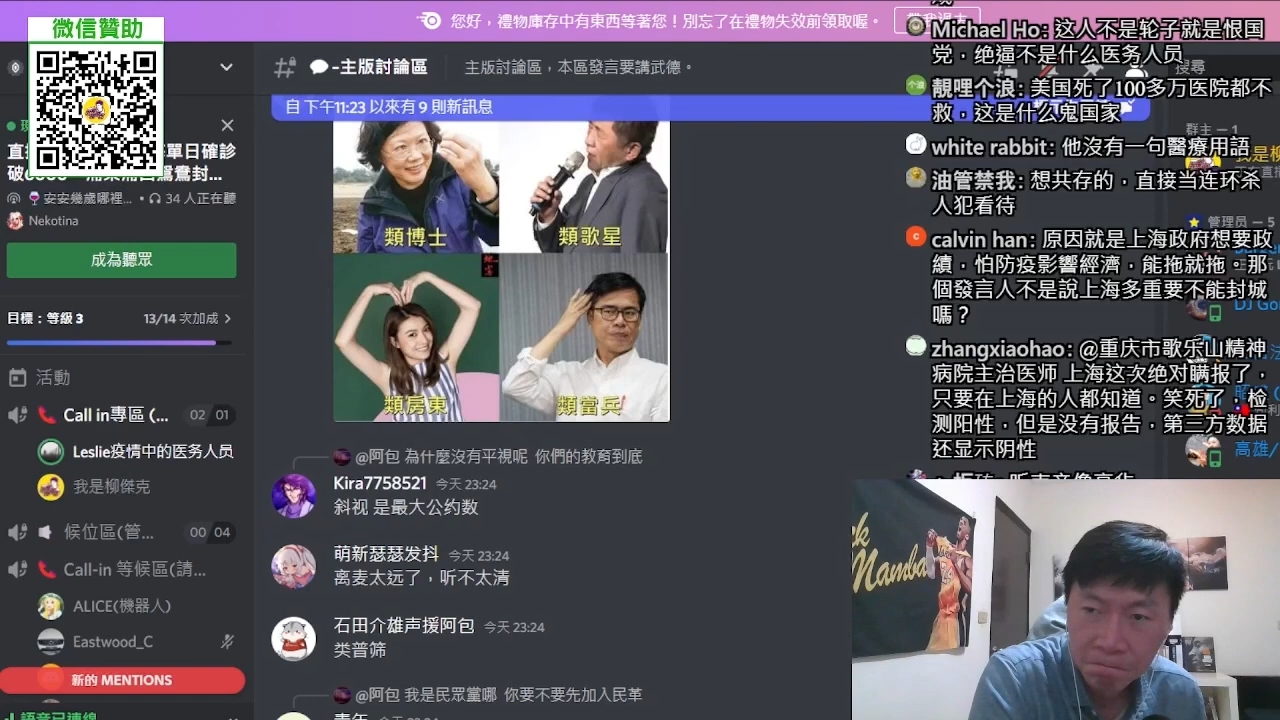 微信贊助
您好，禮物庫存中有東西等著您！別忘了在禮物失效前領取喔。
-主版討論區
主版討論區，本區發言要講武德。
搜尋
自 下午11:23 以來有 9 則新訊息
單日確診
安安幾歲哪裡...
34 人正在聽
Nekotina
成為聽眾
目標：等級 3
13/14 次加成
活動
Call in專區 (...
02 01
Leslie疫情中的医务人员
我是柳傑克
候位區(管...
00 04
Call-in 等候區(請...
ALICE(機器人)
Eastwood_C
新的 MENTIONS
語音已連線
類博士
類歌星
類房東
類當兵
@阿包 為什麼沒有平視呢 你們的教育到底
Kira7758521 今天 23:24
斜视 是最大公约数
萌新瑟瑟发抖 今天 23:24
离麦太远了，听不太清
石田介雄声援阿包 今天 23:24
类普筛
@阿包 我是民眾黨哪 你要不要先加入民革
Michael Ho: 这人不是轮子就是恨国
党，绝逼不是什么医务人员
靚哩个浪: 美国死了100多万医院都不
救，这是什么鬼国家
white rabbit: 他沒有一句醫療用語
油管禁我: 想共存的，直接当连环杀
人犯看待
calvin han: 原因就是上海政府想要政
績，怕防疫影響經濟，能拖就拖。那
個發言人不是說上海多重要不能封城
嗎？
zhangxiaohao: @重庆市歌乐山精神
病院主治医师 上海这次绝对瞒报了，
只要在上海的人都知道。笑死了，检
测阳性，但是没有报告，第三方数据
还显示阴性
群主 — 1
管理员 — 5
高雄/
Mamba